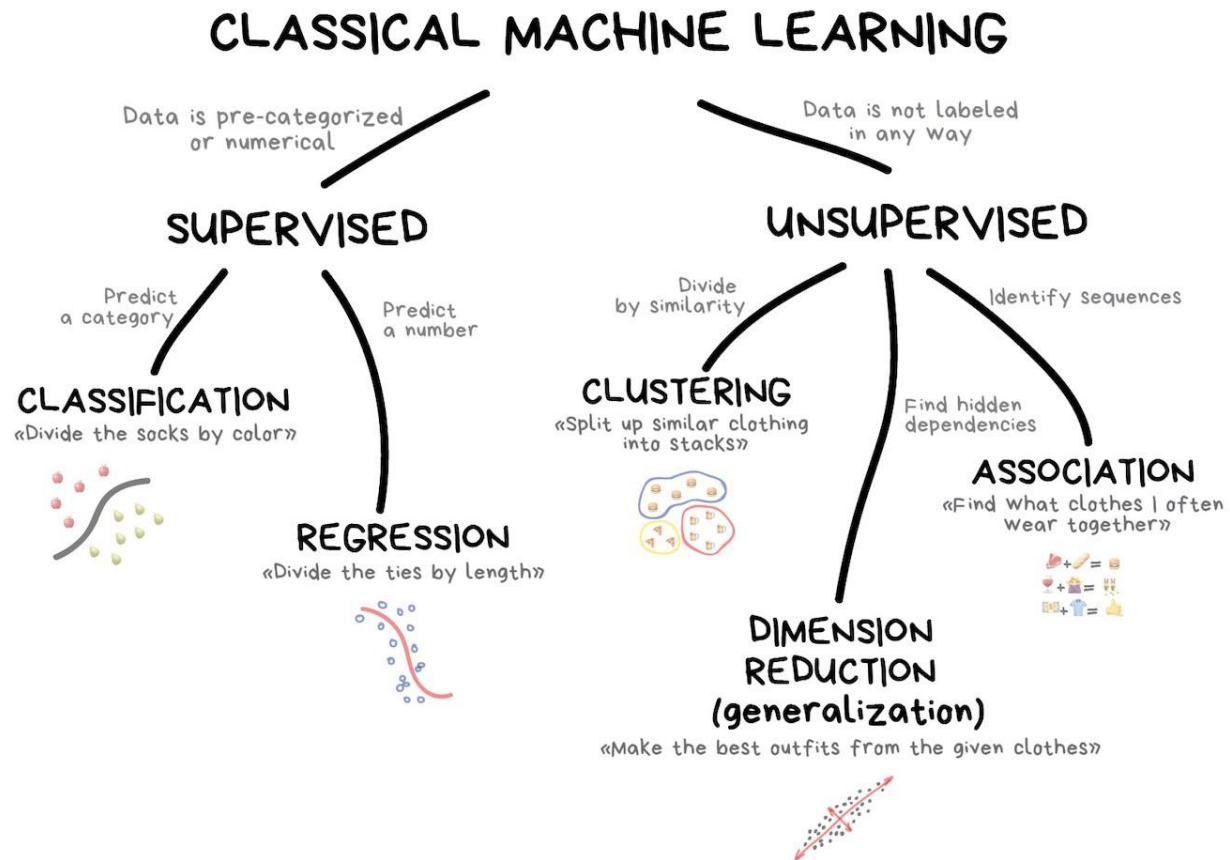 CLASSICAL MACHINE LEARNING
Data is pre-categorized
or numerical
Data is not labeled
in any way
SUPERVISED
UNSUPERVISED
Predict
a category
Predict
a number
Divide
by similarity
Identify sequences
CLASSIFICATION
«Divide the socks by color»
CLUSTERING
«Split up similar clothing
into stacks»
Find hidden
dependencies
ASSOCIATION
«Find what clothes I often
wear together»
REGRESSION
«Divide the ties by length»
+ =
+ =
+ =
DIMENSION
REDUCTION
(generalization)
«Make the best outfits from the given clothes»